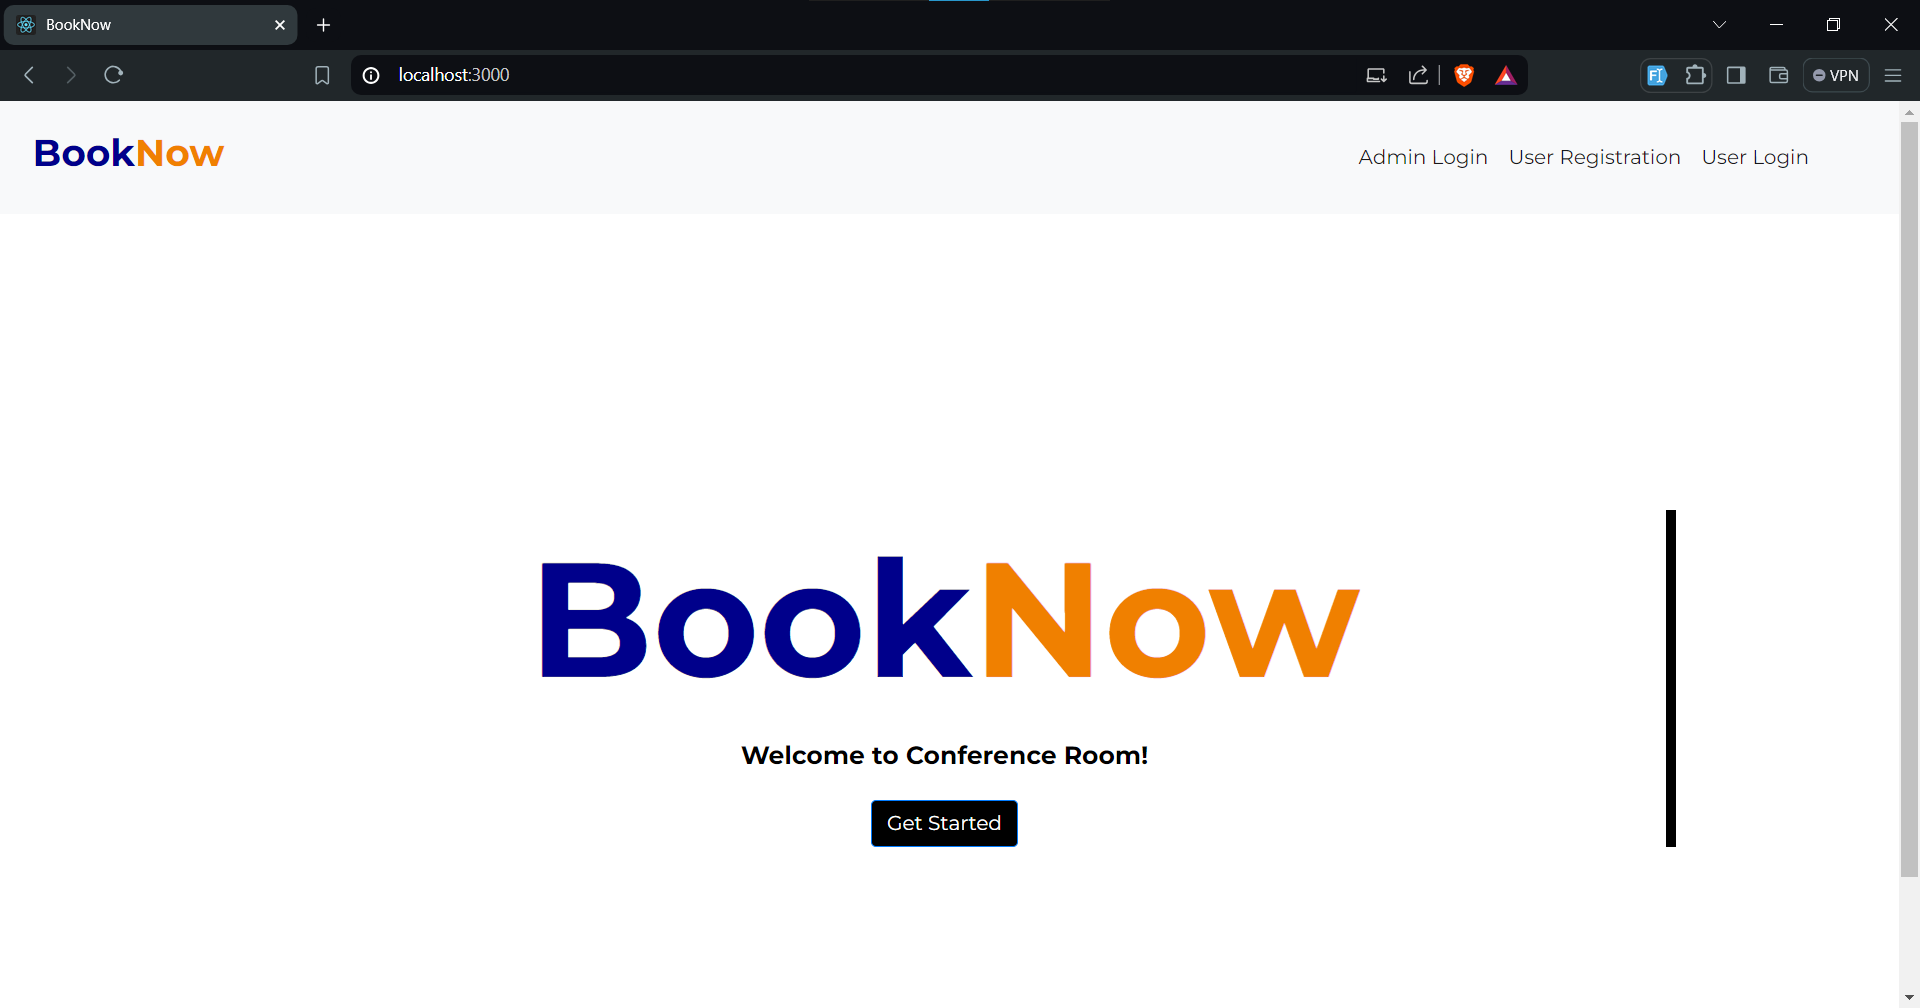 BookNow
localhost:3000
VPN
BookNow
Admin Login User Registration User Login
BookNow
Welcome to Conference Room!
Get Started